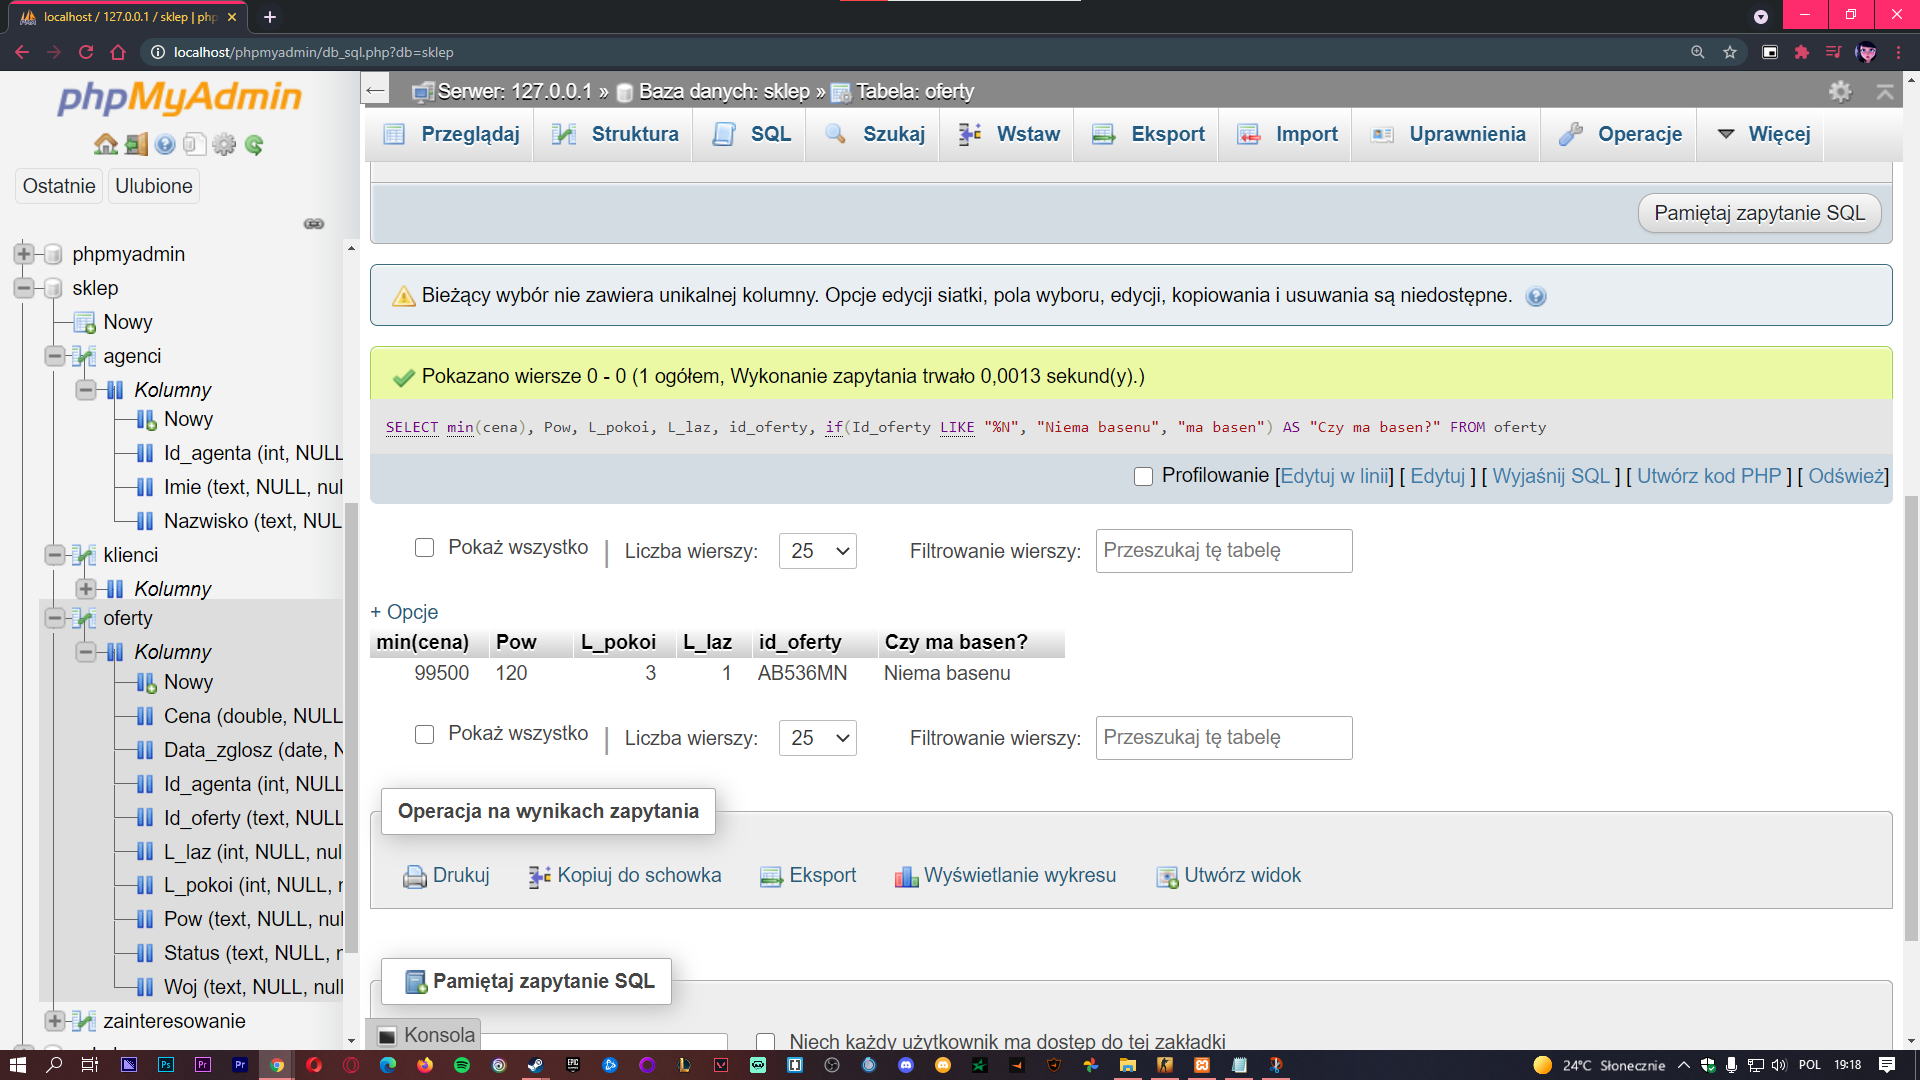 localhost / 127.0.0.1 / sklep | php
localhost/phpmyadmin/db_sql.php?db=sklep
phpMyAdmin
Ostatnie
Ulubione
phpmyadmin
sklep
Nowy
agenci
Kolumny
Nowy
Id_agenta (int, NULL
Imie (text, NULL, nul
Nazwisko (text, NUL
klienci
Kolumny
oferty
Kolumny
Nowy
Cena (double, NULL
Data_zglosz (date, N
Id_agenta (int, NULL
Id_oferty (text, NULL
L_laz (int, NULL, nul
L_pokoi (int, NULL, r
Pow (text, NULL, nul
Status (text, NULL, r
Woj (text, NULL, null
zainteresowanie
Serwer: 127.0.0.1 » Baza danych: sklep » Tabela: oferty
Przeglądaj Struktura SQL Szukaj Wstaw Eksport Import Uprawnienia Operacje Więcej
Pamiętaj zapytanie SQL
Bieżący wybór nie zawiera unikalnej kolumny. Opcje edycji siatki, pola wyboru, edycji, kopiowania i usuwania są niedostępne.
Pokazano wiersze 0 - 0 (1 ogółem, Wykonanie zapytania trwało 0,0013 sekund(y).)
SELECT min(cena), Pow, L_pokoi, L_laz, id_oferty, if(Id_oferty LIKE "%N", "Niema basenu", "ma basen") AS "Czy ma basen?" FROM oferty
Profilowanie [Edytuj w linii] [ Edytuj ] [ Wyjaśnij SQL ] [ Utwórz kod PHP ] [ Odśwież]
Pokaż wszystko | Liczba wierszy: 25 Filtrowanie wierszy: Przeszukaj tę tabelę
+ Opcje
min(cena) Pow L_pokoi L_laz id_oferty Czy ma basen?
99500 120 3 1 AB536MN Niema basenu
Pokaż wszystko | Liczba wierszy: 25 Filtrowanie wierszy: Przeszukaj tę tabelę
Operacja na wynikach zapytania
Drukuj Kopiuj do schowka Eksport Wyświetlanie wykresu Utwórz widok
Pamiętaj zapytanie SQL
Konsola
Niech każdy użytkownik ma dostęp do tej zakładki
Ps Pr Pr EPIC
24°C Słonecznie POL 19:18